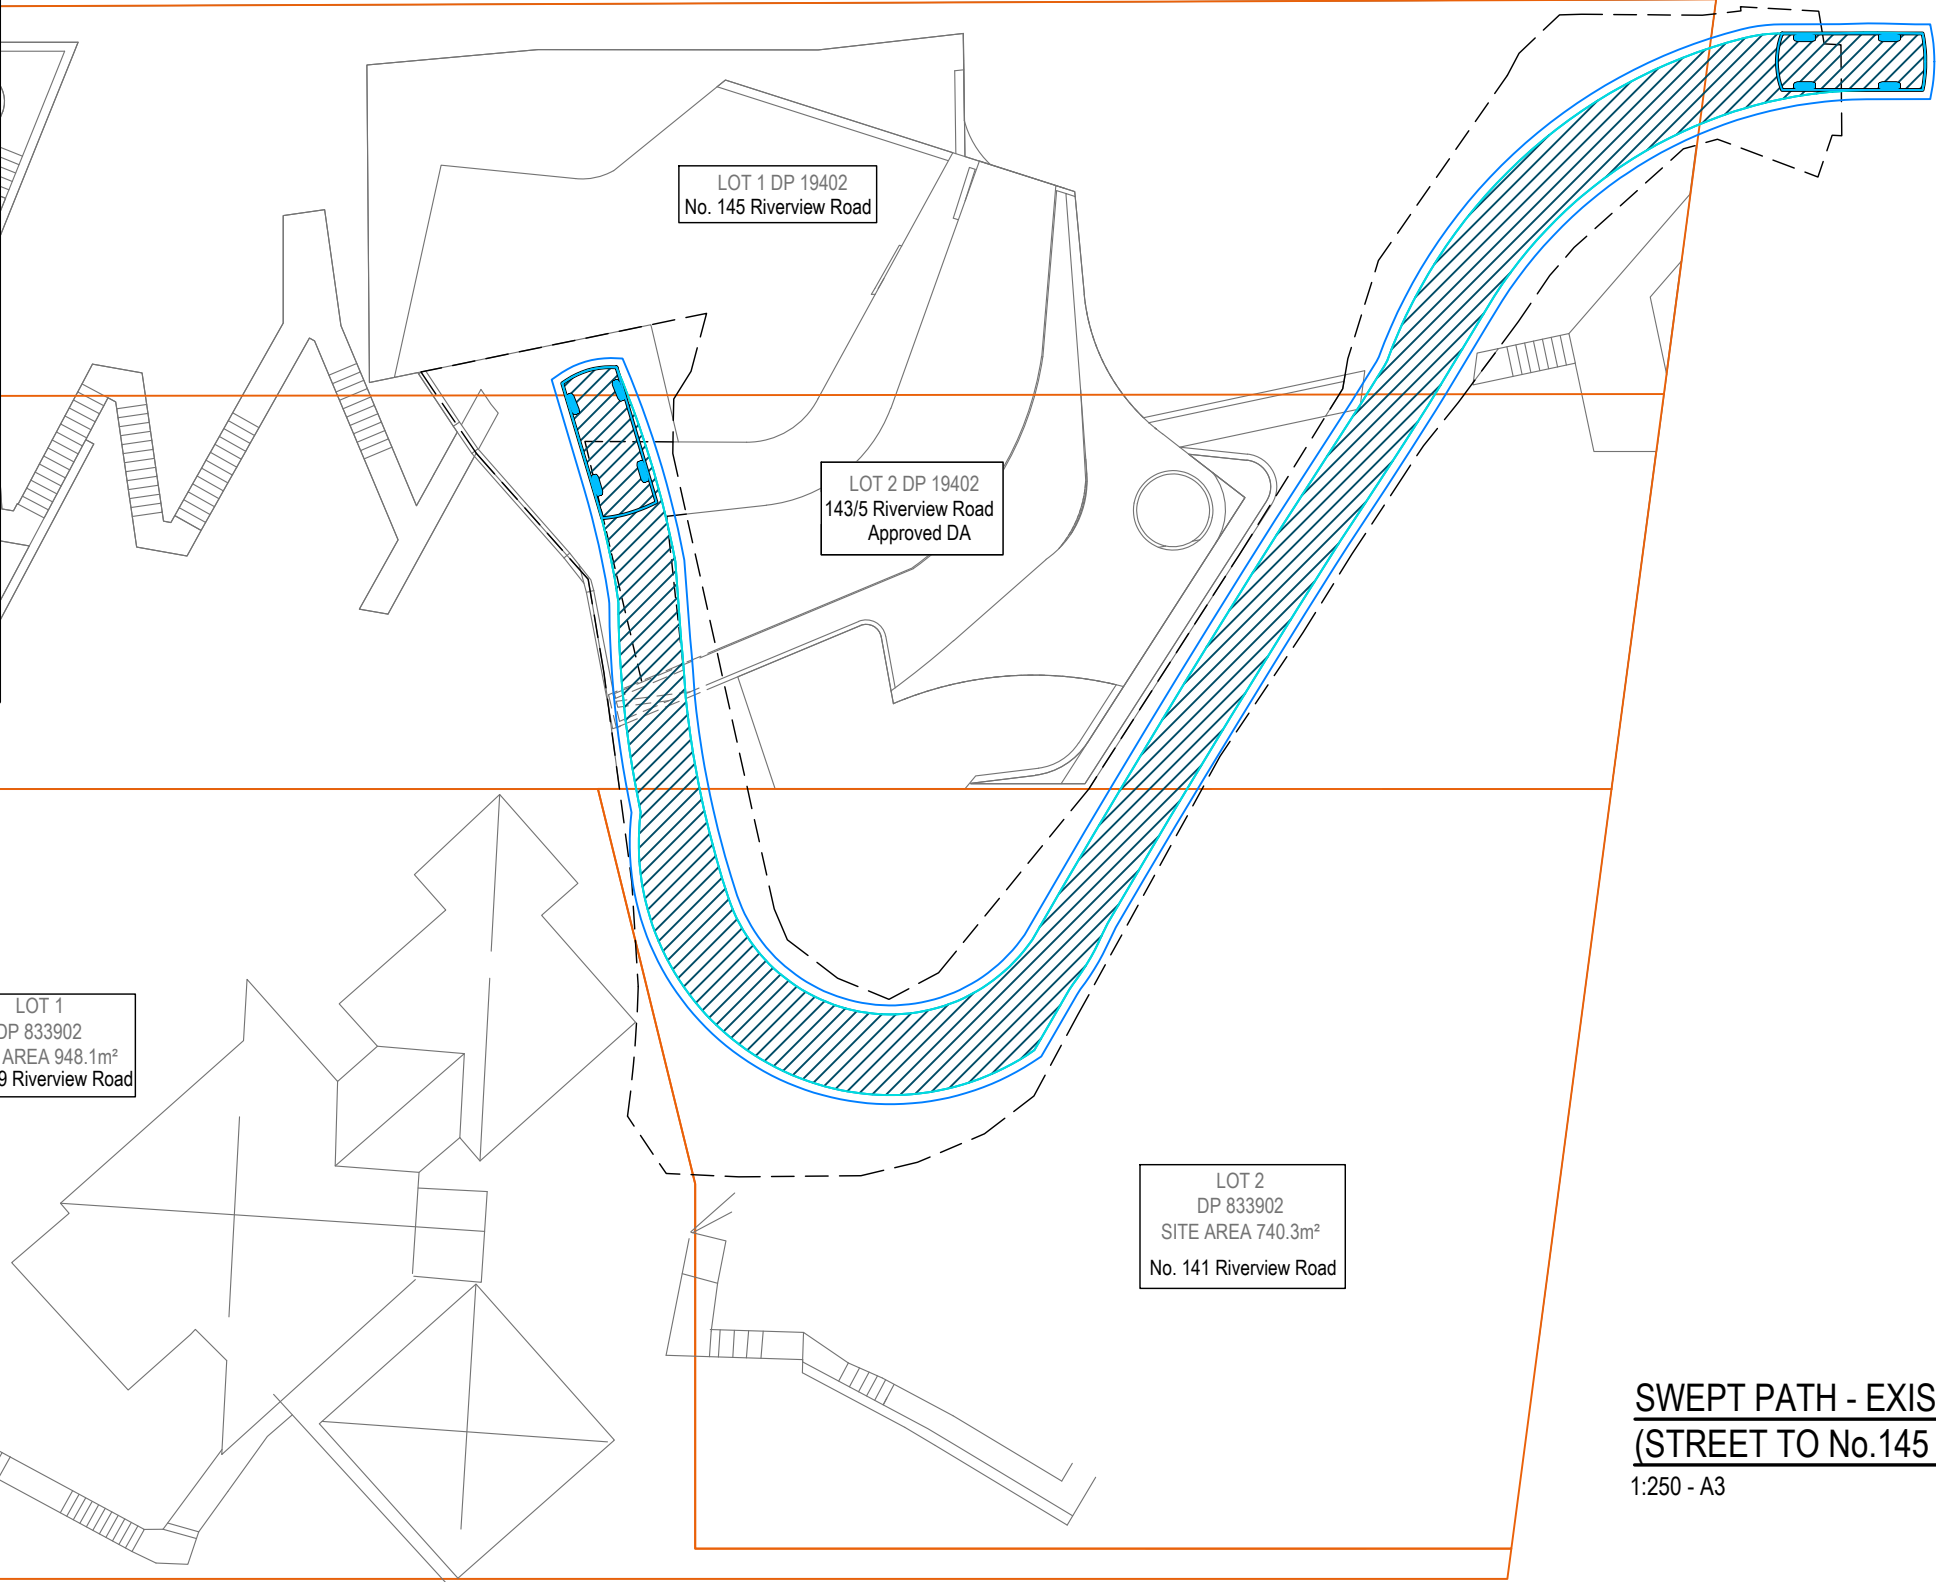 LOT 1 DP 19402
No. 145 Riverview Road
LOT 2 DP 19402
143/5 Riverview Road
Approved DA
LOT 1
DP 833902
AREA 948.1m²
9 Riverview Road
LOT 2
DP 833902
SITE AREA 740.3m²
No. 141 Riverview Road
SWEPT PATH - EXIS
(STREET TO No.145
1:250 - A3